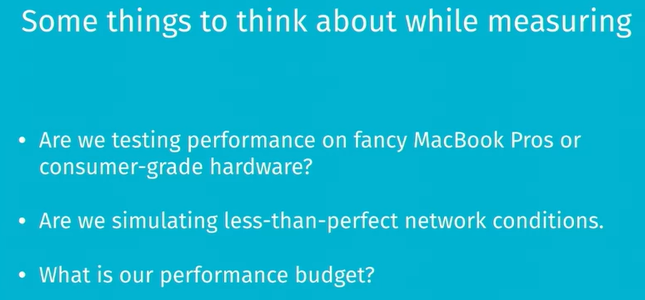 Some things to think about while measuring
• Are we testing performance on fancy MacBook Pros or
consumer-grade hardware?
• Are we simulating less-than-perfect network conditions.
• What is our performance budget?